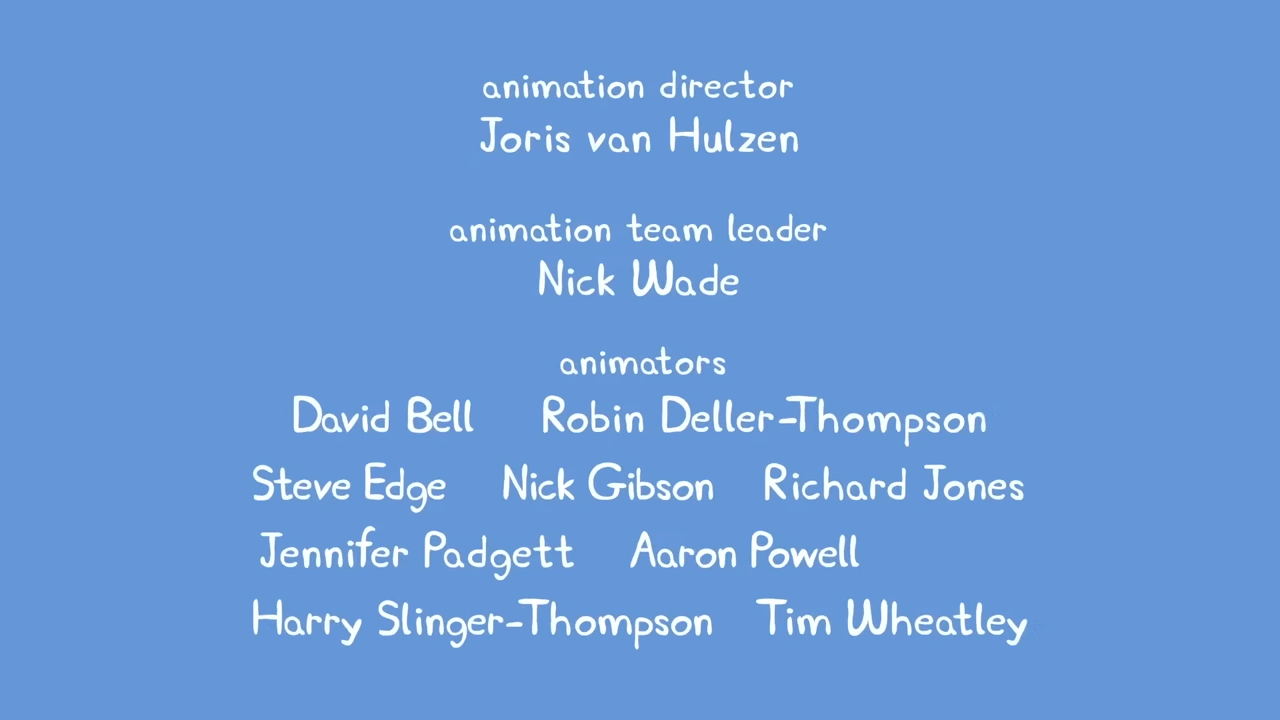 animation director
Joris van Hulzen
animation team leader
Nick Wade
animators
David Bell Robin Deller-Thompson
Steve Edge Nick Gibson Richard Jones
Jennifer Padgett Aaron Powell
Harry Slinger-Thompson Tim Wheatley